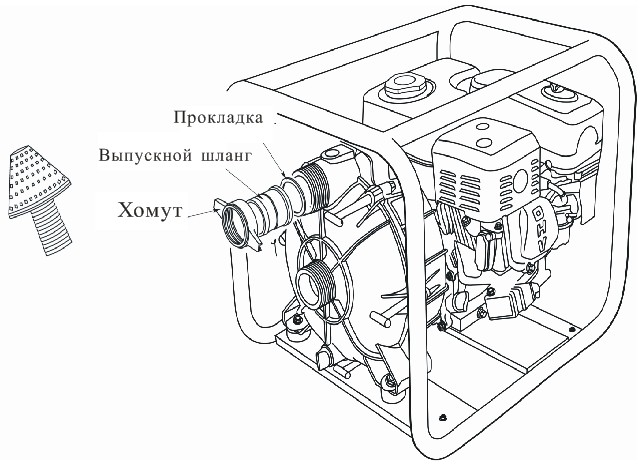 Прокладка
Выпускной шланг
Хомут